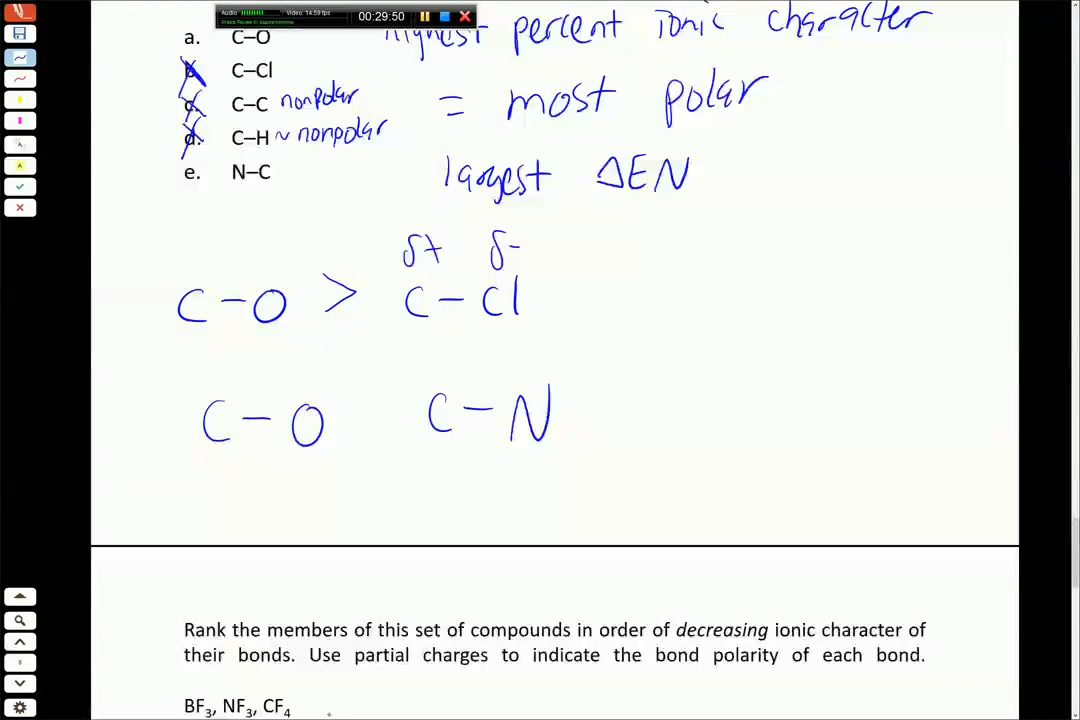 Audio Video: 14.59 fps 00:29:50
a. C–O highest percent ionic character
b. C–Cl
c. C–C nonpolar = most polar
d. C–H ~ nonpolar
e. N–C largest ΔEN
δ+ δ-
C – O > C – Cl
C – O C – N
Rank the members of this set of compounds in order of decreasing ionic character of
their bonds. Use partial charges to indicate the bond polarity of each bond.
BF₃, NF₃, CF₄